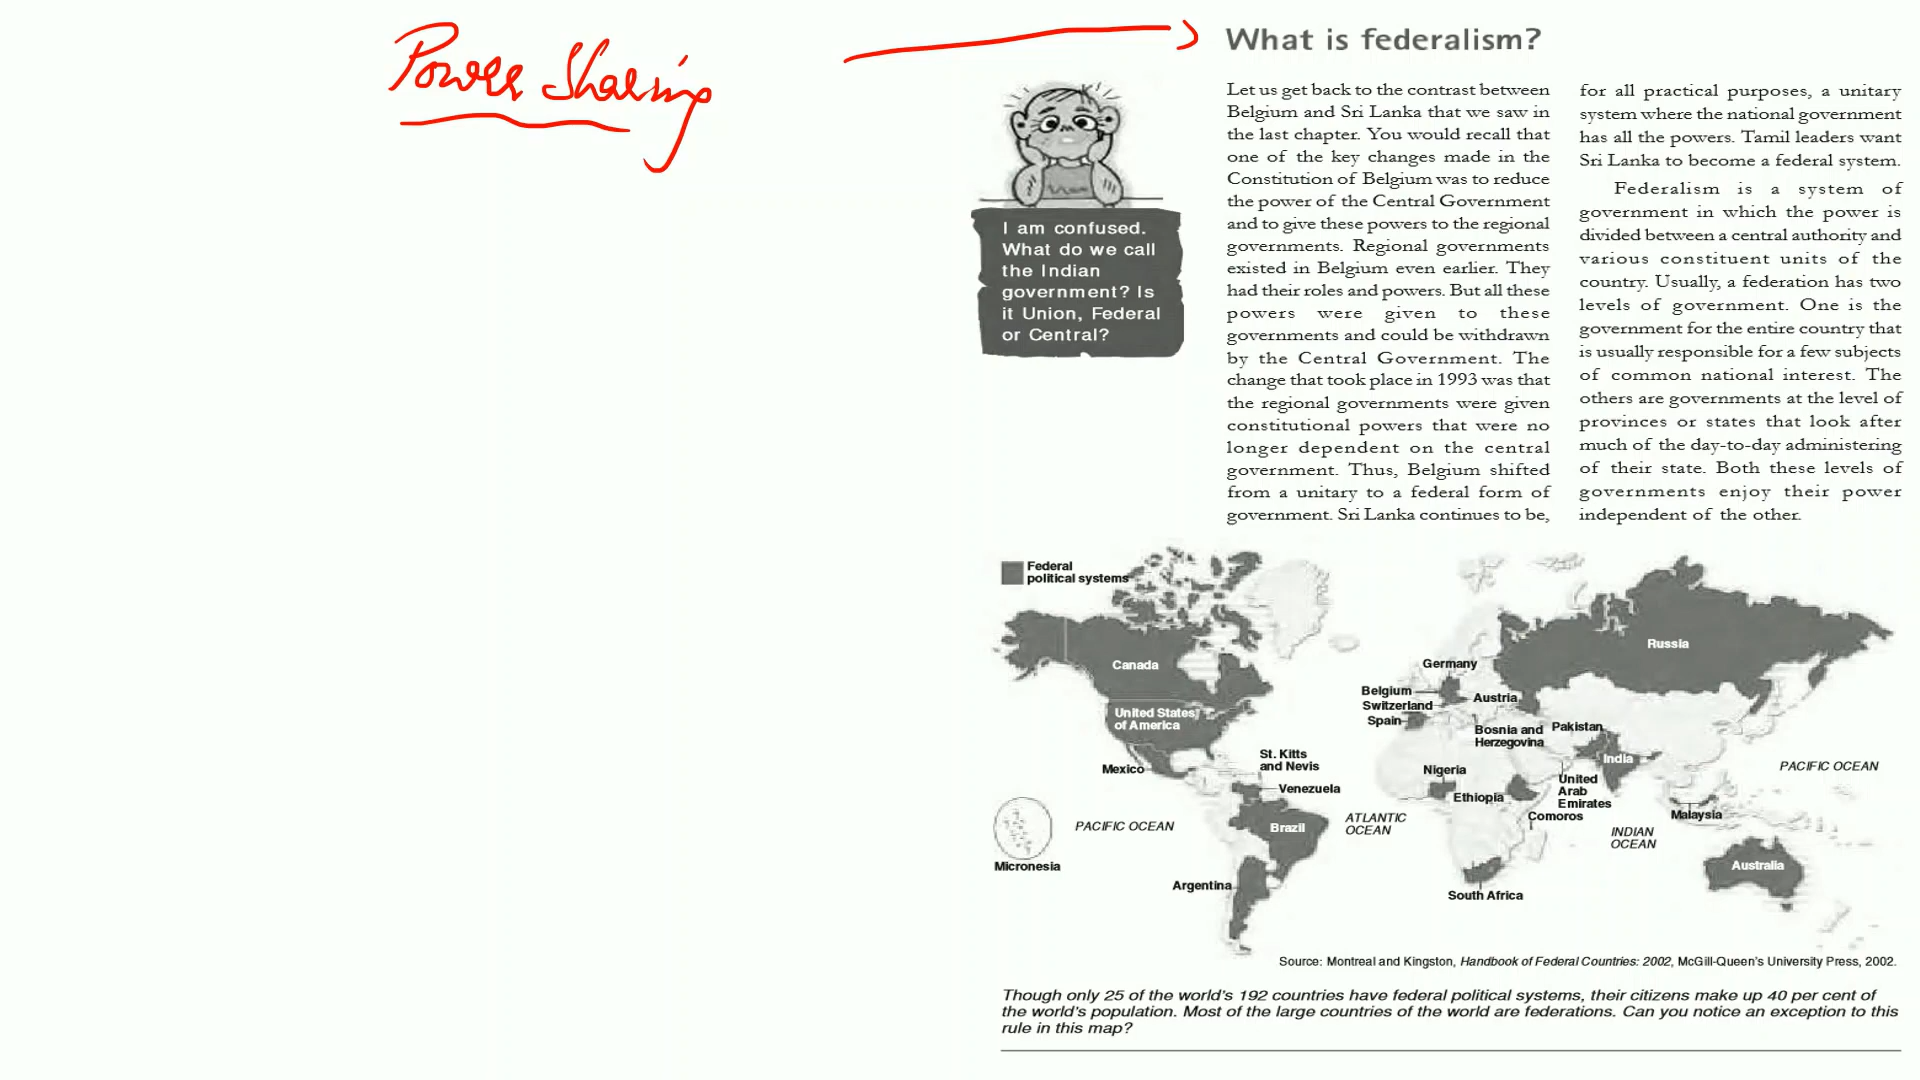 Power Sharing
What is federalism?
I am confused.
What do we call
the Indian
government? Is
it Union, Federal
or Central?
Let us get back to the contrast between
Belgium and Sri Lanka that we saw in
the last chapter. You would recall that
one of the key changes made in the
Constitution of Belgium was to reduce
the power of the Central Government
and to give these powers to the regional
governments. Regional governments
existed in Belgium even earlier. They
had their roles and powers. But all these
powers were given to these
governments and could be withdrawn
by the Central Government. The
change that took place in 1993 was that
the regional governments were given
constitutional powers that were no
longer dependent on the central
government. Thus, Belgium shifted
from a unitary to a federal form of
government. Sri Lanka continues to be,
for all practical purposes, a unitary
system where the national government
has all the powers. Tamil leaders want
Sri Lanka to become a federal system.
Federalism is a system of
government in which the power is
divided between a central authority and
various constituent units of the
country. Usually, a federation has two
levels of government. One is the
government for the entire country that
is usually responsible for a few subjects
of common national interest. The
others are governments at the level of
provinces or states that look after
much of the day-to-day administering
of their state. Both these levels of
governments enjoy their power
independent of the other.
Federal
political systems
Canada
United States
of America
Mexico
St. Kitts
and Nevis
Venezuela
Brazil
Argentina
Micronesia
PACIFIC OCEAN
ATLANTIC
OCEAN
Russia
Germany
Belgium
Austria
Switzerland
Spain
Bosnia and
Herzegovina
Pakistan
India
Nigeria
Ethiopia
United
Arab
Emirates
Comoros
Malaysia
INDIAN
OCEAN
PACIFIC OCEAN
Australia
South Africa
Source: Montreal and Kingston, Handbook of Federal Countries: 2002, McGill-Queen's University Press, 2002.
Though only 25 of the world's 192 countries have federal political systems, their citizens make up 40 per cent of
the world's population. Most of the large countries of the world are federations. Can you notice an exception to this
rule in this map?